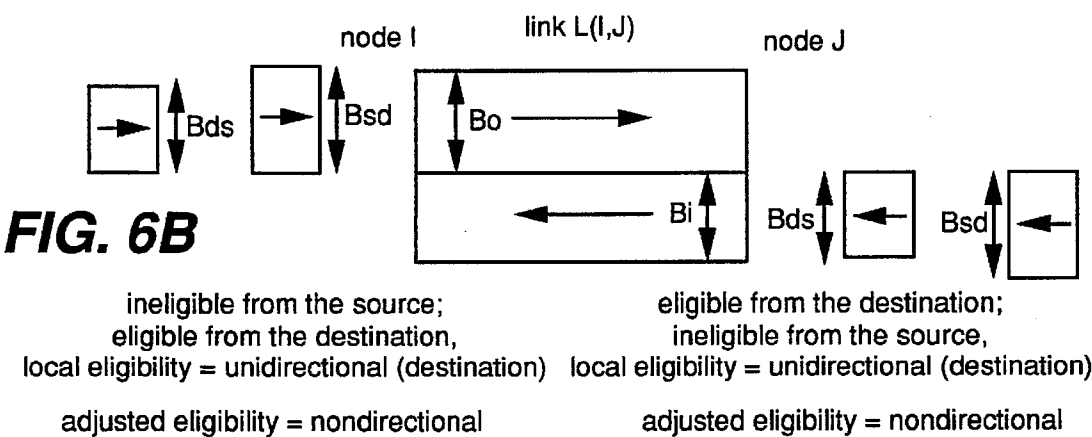 node I
link L(I,J)
node J
Bds
Bsd
Bo
Bi
Bds
Bsd
FIG. 6B
ineligible from the source;
eligible from the destination,
local eligibility = unidirectional (destination)
adjusted eligibility = nondirectional
eligible from the destination;
ineligible from the source,
local eligibility = unidirectional (destination)
adjusted eligibility = nondirectional